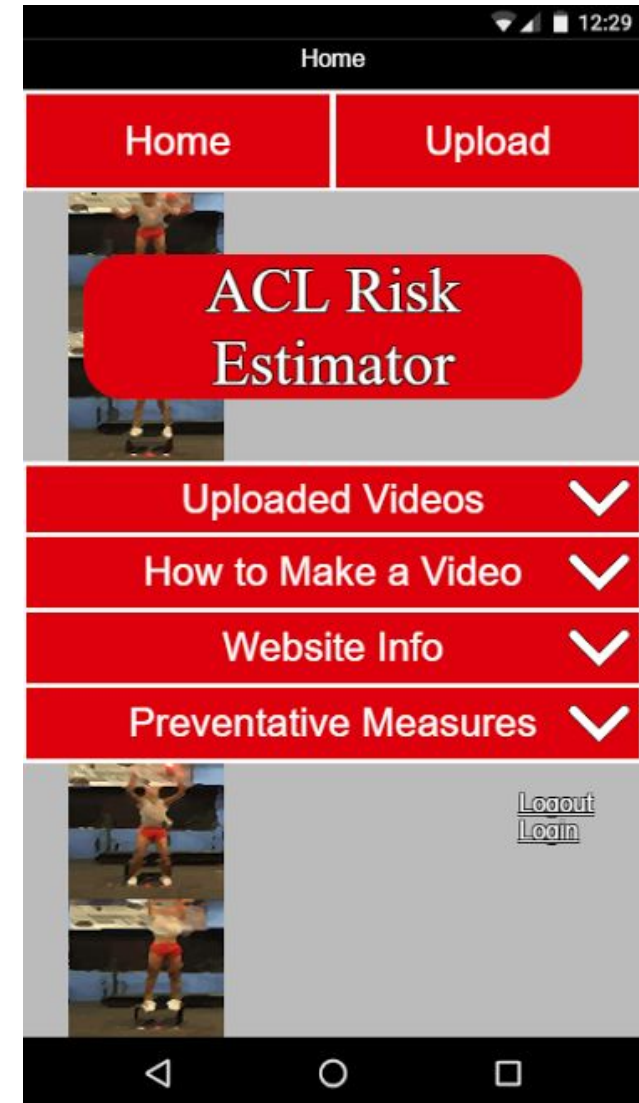 12:29
Home
Home Upload
ACL Risk
Estimator
Uploaded Videos
How to Make a Video
Website Info
Preventative Measures
Logout
Login